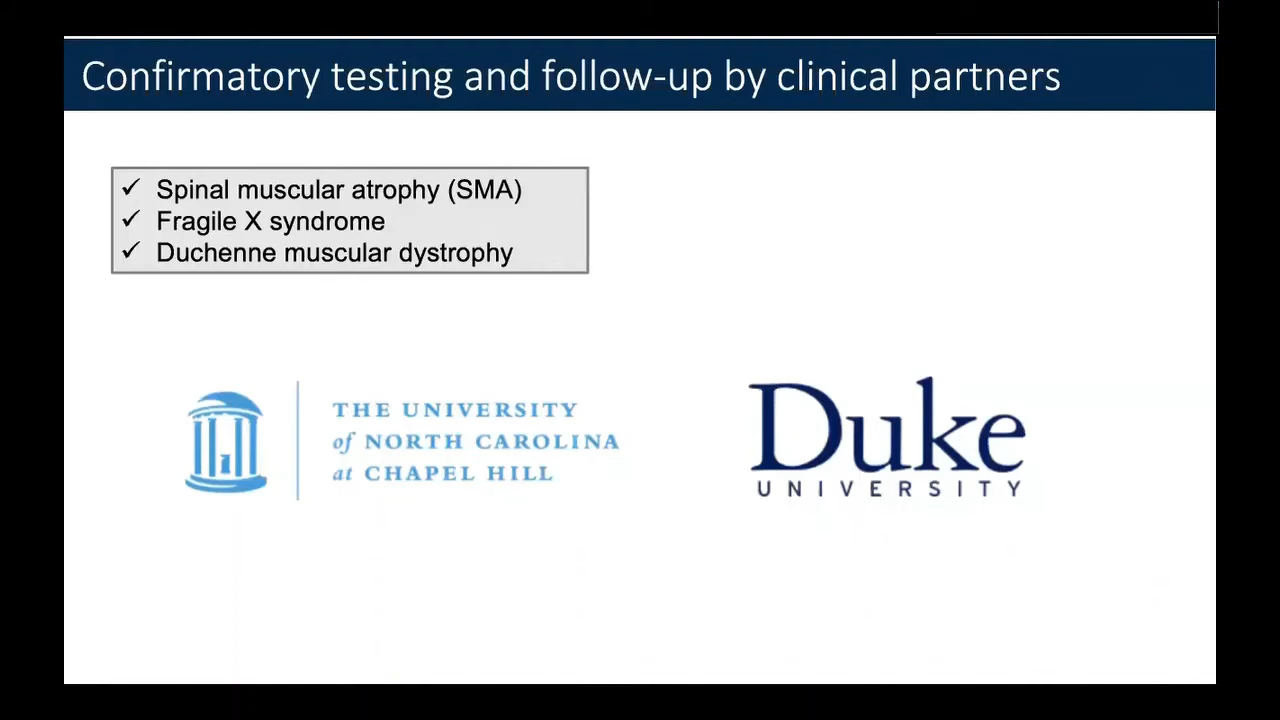 Confirmatory testing and follow-up by clinical partners
✓ Spinal muscular atrophy (SMA)
✓ Fragile X syndrome
✓ Duchenne muscular dystrophy
THE UNIVERSITY
of NORTH CAROLINA
at CHAPEL HILL
Duke
UNIVERSITY